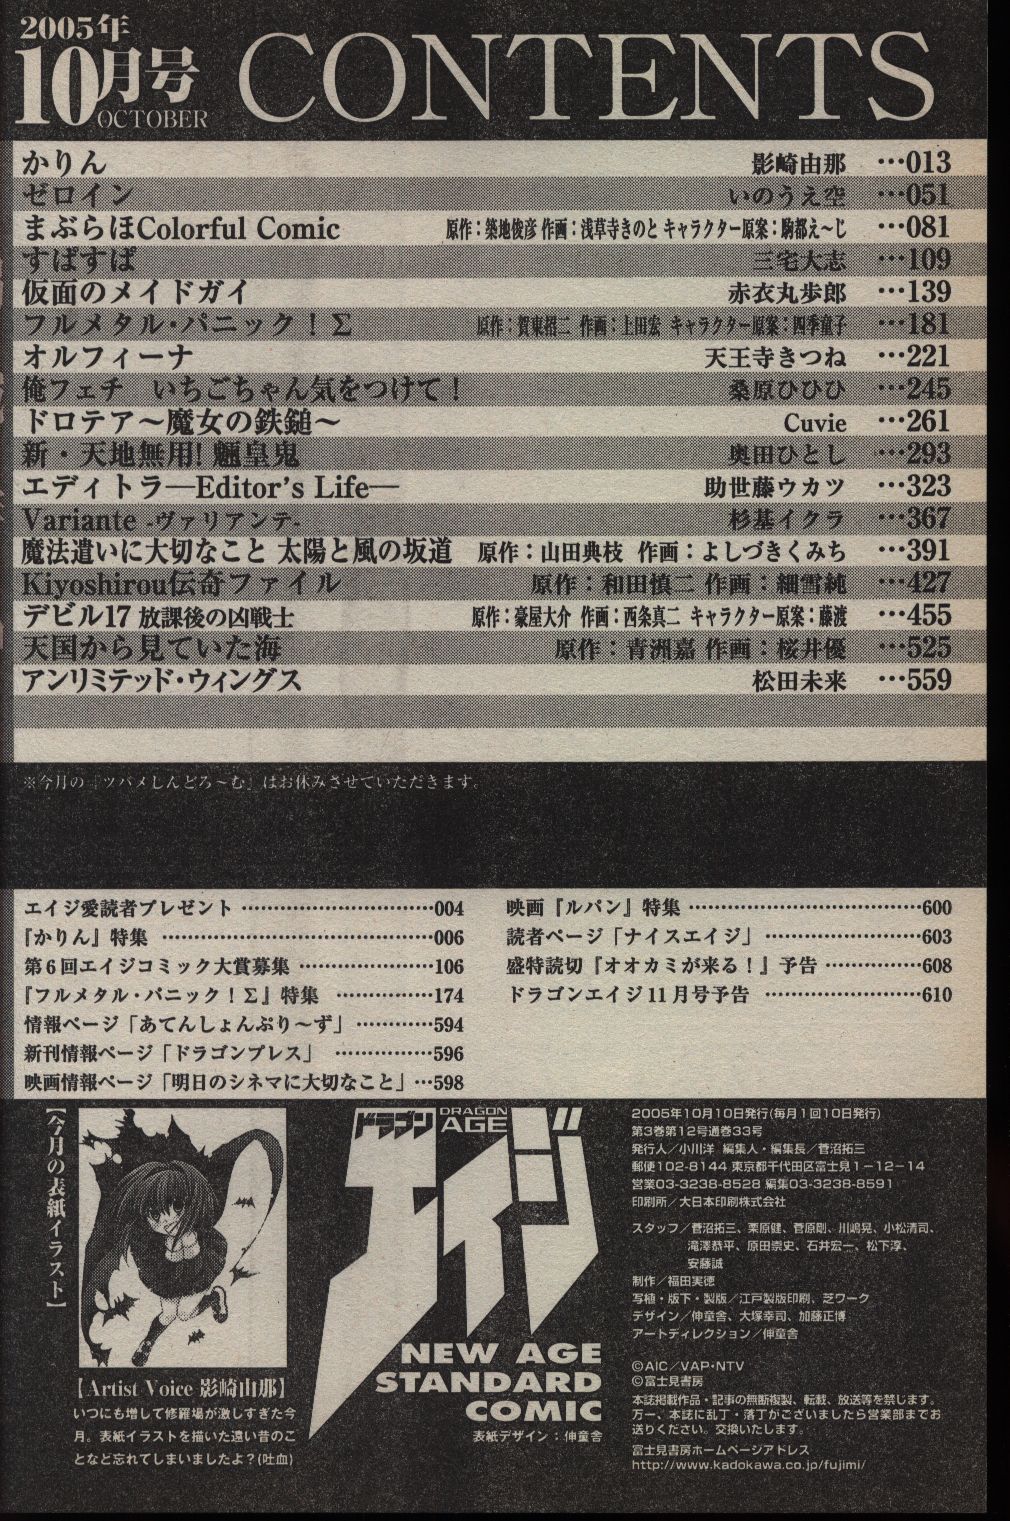 2005年
10月号
OCTOBER
CONTENTS
かりん 影崎由那 …013
ゼロイン いのうえ空 …051
まぶらほColorful Comic 原作：築地俊彦 作画：浅草寺きのと キャラクター原案：駒都え～じ …081
すぱすぱ 三宅大志 …109
仮面のメイドガイ 赤衣丸歩郎 …139
フルメタル・パニック！Σ 原作：賀東招二 作画：上田宏 キャラクター原案：四季童子 …181
オルフィーナ 天王寺きつね …221
俺フェチ いちごちゃん気をつけて！ 桑原ひひひ …245
ドロテア～魔女の鉄鎚～ Cuvie …261
新・天地無用! 魎皇鬼 奥田ひとし …293
エディトラ―Editor's Life― 助世藤ウカツ …323
Variante -ヴァリアンテ- 杉基イクラ …367
魔法遣いに大切なこと 太陽と風の坂道 原作：山田典枝 作画：よしづきくみち …391
Kiyoshirou伝奇ファイル 原作：和田慎二 作画：細雪純 …427
デビル17 放課後の凶戦士 原作：豪屋大介 作画：西条真二 キャラクター原案：藤渡 …455
天国から見ていた海 原作：青洲嘉 作画：桜井優 …525
アンリミテッド・ウィングス 松田未来 …559
※今月の「ツバメしんどろ～む」はお休みさせていただきます。
エイジ愛読者プレゼント ……………………………004
『かりん』特集 ……………………………………006
第6回エイジコミック大賞募集 …………………106
『フルメタル・パニック！Σ』特集 ……………174
情報ページ「あてんしょんぷり～ず」…………594
新刊情報ページ「ドラゴンプレス」 ……………596
映画情報ページ「明日のシネマに大切なこと」…598
映画『ルパン』特集 ………………………………600
読者ページ「ナイスエイジ」……………………603
盛特読切『オオカミが来る！』予告 ……………608
ドラゴンエイジ11月号予告 ……………………610
【今月の表紙イラスト】
【Artist Voice 影崎由那】
いつにも増して修羅場が激しすぎた今
月。表紙イラストを描いた遠い昔のこ
となど忘れてしまいましたよ？(吐血)
ドラゴン
DRAGON
AGE
エイジ
NEW AGE
STANDARD
COMIC
表紙デザイン：伸童舎
2005年10月10日発行(毎月1回10日発行)
第3巻第12号通巻33号
発行人／小川洋 編集人・編集長／菅沼拓三
郵便102-8144 東京都千代田区富士見1－12－14
営業03-3238-8528 編集03-3238-8591
印刷所／大日本印刷株式会社
スタッフ／菅沼拓三、栗原健、菅原剛、川嶋晃、小松清司、
滝澤恭平、原田崇史、石井宏一、松下淳、
安藤誠
制作／福田実徳
写植・版下・製版／江戸製版印刷、芝ワーク
デザイン／伸童舎、大塚幸司、加藤正博
アートディレクション／伸童舎
©AIC／VAP・NTV
©富士見書房
本誌掲載作品・記事の無断複製、転載、放送等を禁じます。
万一、本誌に乱丁・落丁がございましたら営業部までお
送りください。交換いたします。
富士見書房ホームページアドレス
http://www.kadokawa.co.jp/fujimi/